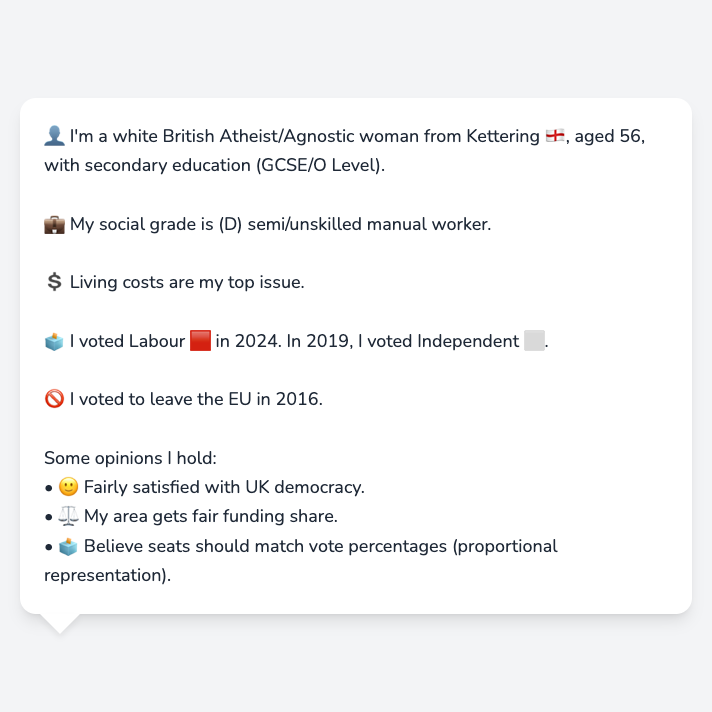 👤 I'm a white British Atheist/Agnostic woman from Kettering 🏴󠁧󠁢󠁥󠁮󠁧󠁿, aged 56,
with secondary education (GCSE/O Level).
💼 My social grade is (D) semi/unskilled manual worker.
💲 Living costs are my top issue.
🗳️ I voted Labour 🟥 in 2024. In 2019, I voted Independent ⬜.
🚫 I voted to leave the EU in 2016.
Some opinions I hold:
• 🙂 Fairly satisfied with UK democracy.
• ⚖️ My area gets fair funding share.
• 🗳️ Believe seats should match vote percentages (proportional
representation).